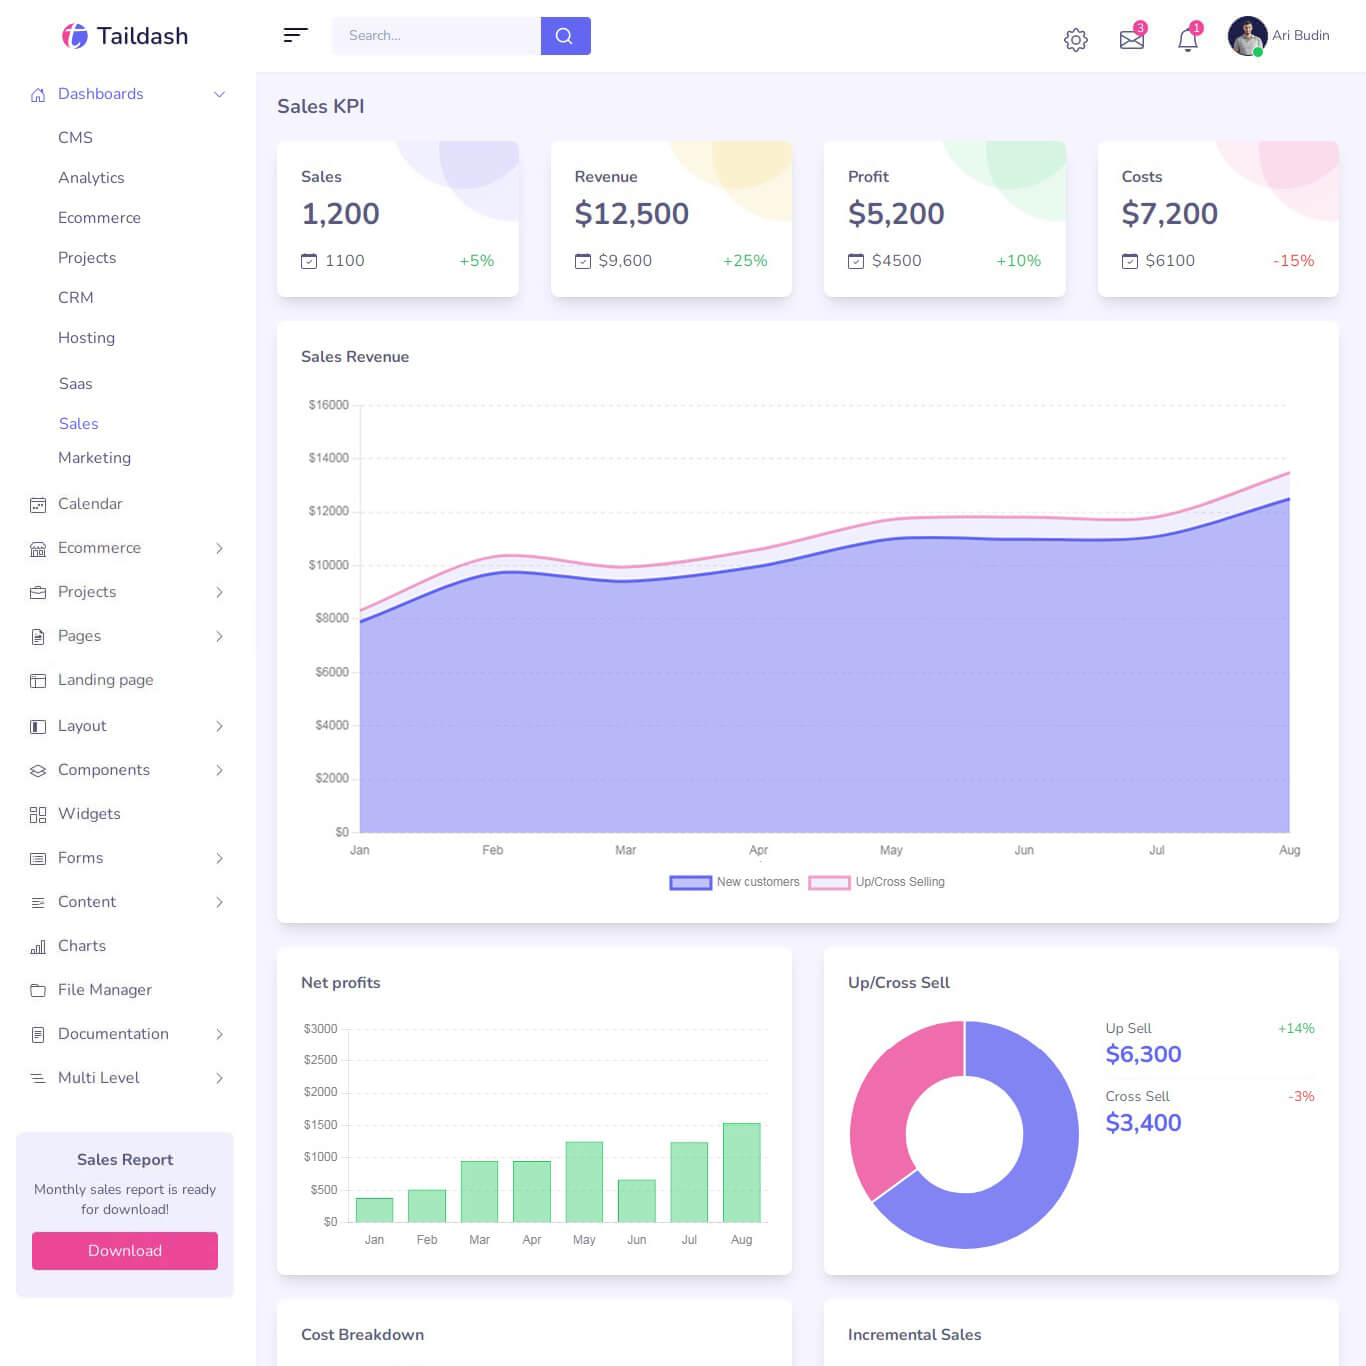 Taildash
Search...
3
1
Ari Budin
Dashboards
CMS
Analytics
Ecommerce
Projects
CRM
Hosting
Saas
Sales
Marketing
Calendar
Ecommerce
Projects
Pages
Landing page
Layout
Components
Widgets
Forms
Content
Charts
File Manager
Documentation
Multi Level
Sales Report
Monthly sales report is ready
for download!
Download
Sales KPI
Sales
1,200
1100 +5%
Revenue
$12,500
$9,600 +25%
Profit
$5,200
$4500 +10%
Costs
$7,200
$6100 -15%
Sales Revenue
$16000
$14000
$12000
$10000
$8000
$6000
$4000
$2000
$0
Jan Feb Mar Apr May Jun Jul Aug
New customers Up/Cross Selling
Net profits
$3000
$2500
$2000
$1500
$1000
$500
$0
Jan Feb Mar Apr May Jun Jul Aug
Up/Cross Sell
Up Sell +14%
$6,300
Cross Sell -3%
$3,400
Cost Breakdown
Incremental Sales